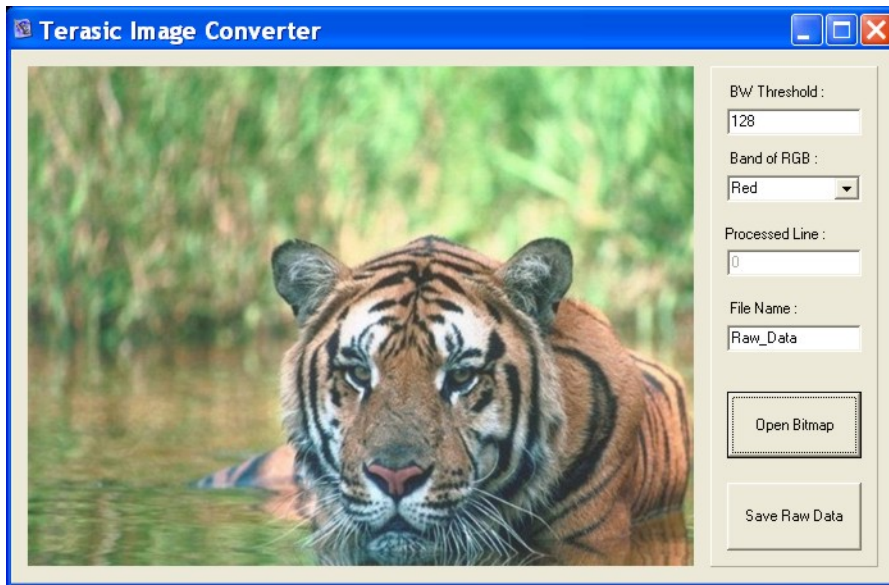 Terasic Image Converter
BW Threshold :
128
Band of RGB :
Red
Processed Line :
0
File Name :
Raw_Data
Open Bitmap
Save Raw Data